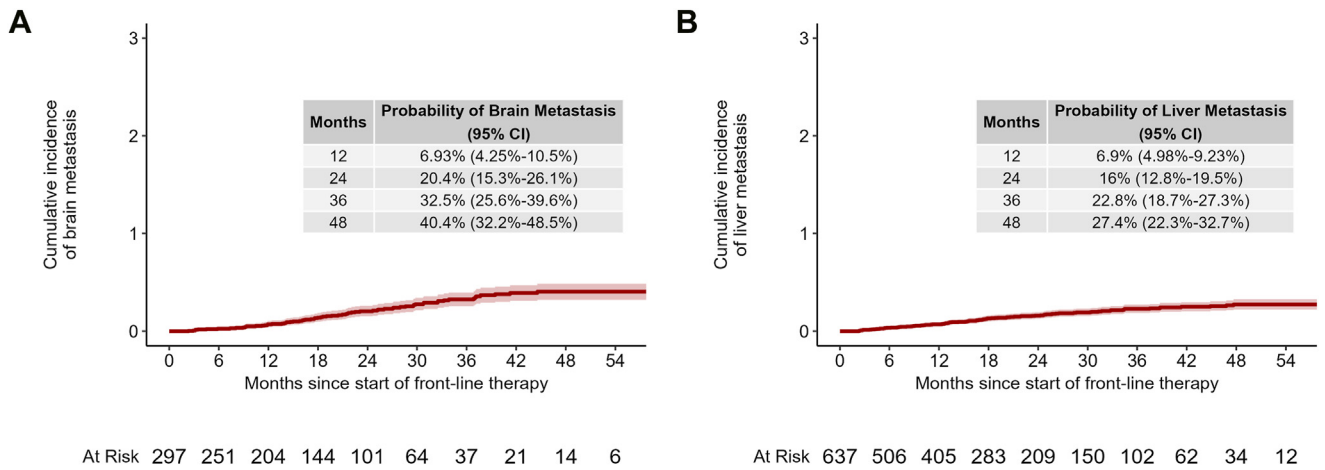 A
Cumulative incidence
of brain metastasis
3
2
1
0
Months Probability of Brain Metastasis
(95% CI)
12 6.93% (4.25%-10.5%)
24 20.4% (15.3%-26.1%)
36 32.5% (25.6%-39.6%)
48 40.4% (32.2%-48.5%)
0 6 12 18 24 30 36 42 48 54
Months since start of front-line therapy
At Risk 297 251 204 144 101 64 37 21 14 6
B
Cumulative incidence
of liver metastasis
3
2
1
0
Months Probability of Liver Metastasis
(95% CI)
12 6.9% (4.98%-9.23%)
24 16% (12.8%-19.5%)
36 22.8% (18.7%-27.3%)
48 27.4% (22.3%-32.7%)
0 6 12 18 24 30 36 42 48 54
Months since start of front-line therapy
At Risk 637 506 405 283 209 150 102 62 34 12